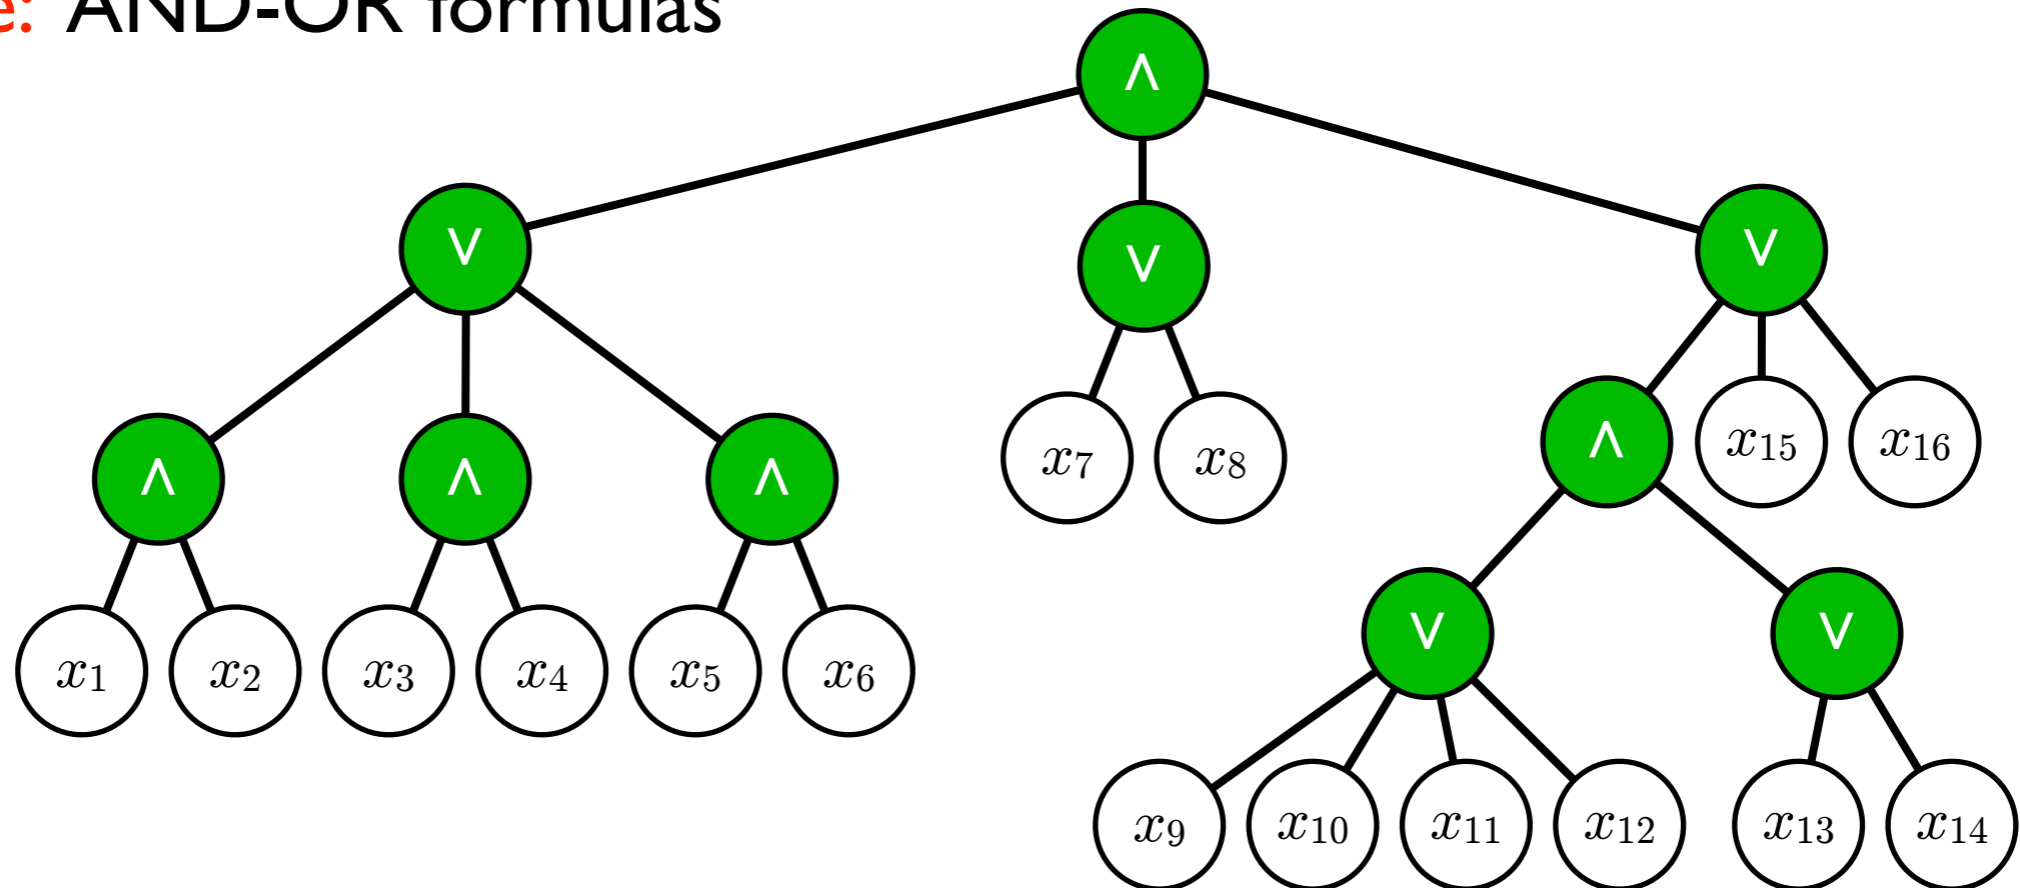 e: AND-OR formulas
∧
∨ ∨ ∨
∧ ∧ ∧ x7 x8 ∧ x15 x16
x1 x2 x3 x4 x5 x6 ∨ ∨
x9 x10 x11 x12 x13 x14